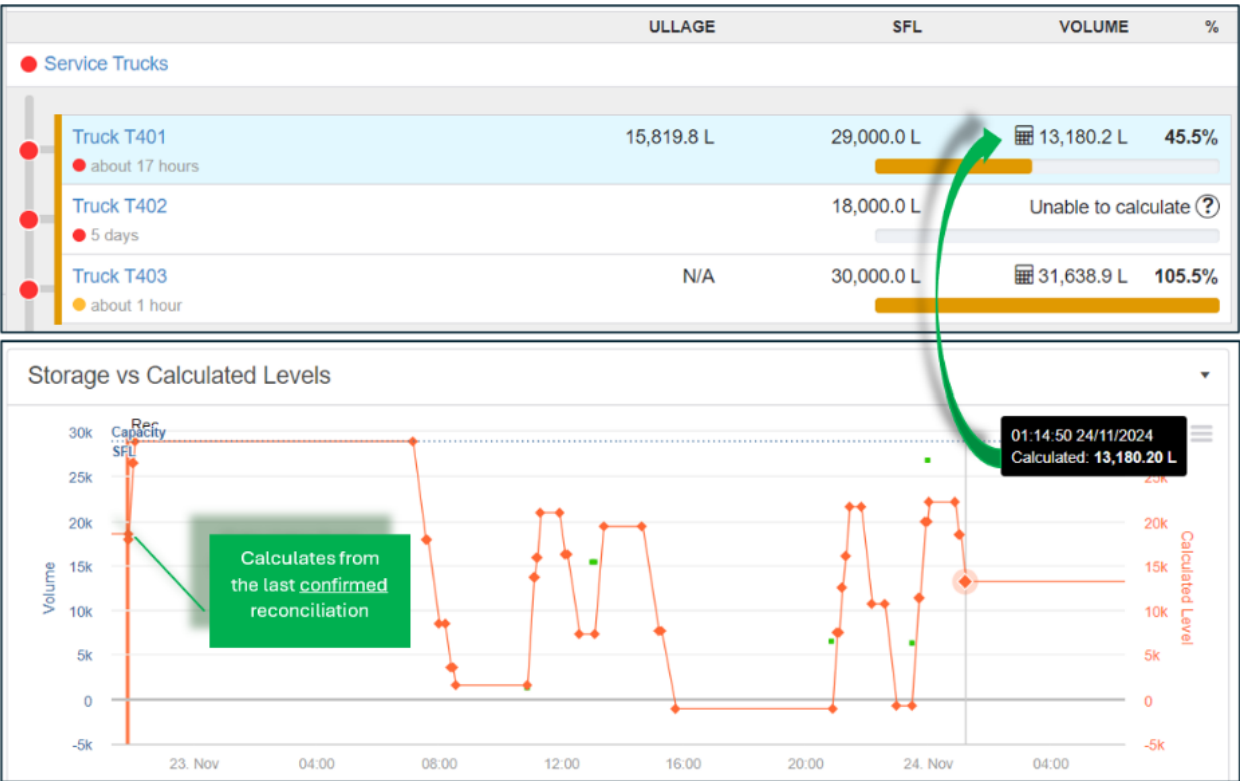 ULLAGE SFL VOLUME %
Service Trucks
Truck T401 15,819.8 L 29,000.0 L 13,180.2 L 45.5%
about 17 hours
Truck T402 18,000.0 L Unable to calculate ?
5 days
Truck T403 N/A 30,000.0 L 31,638.9 L 105.5%
about 1 hour
Storage vs Calculated Levels
Rec
Capacity
SFL
01:14:50 24/11/2024
Calculated: 13,180.20 L
30k
25k 25k
20k 20k
15k 15k
10k 10k
5k 5k
0 0
-5k -5k
Volume
Calculated Level
Calculates from
the last confirmed
reconciliation
23. Nov 04:00 08:00 12:00 16:00 20:00 24. Nov 04:00